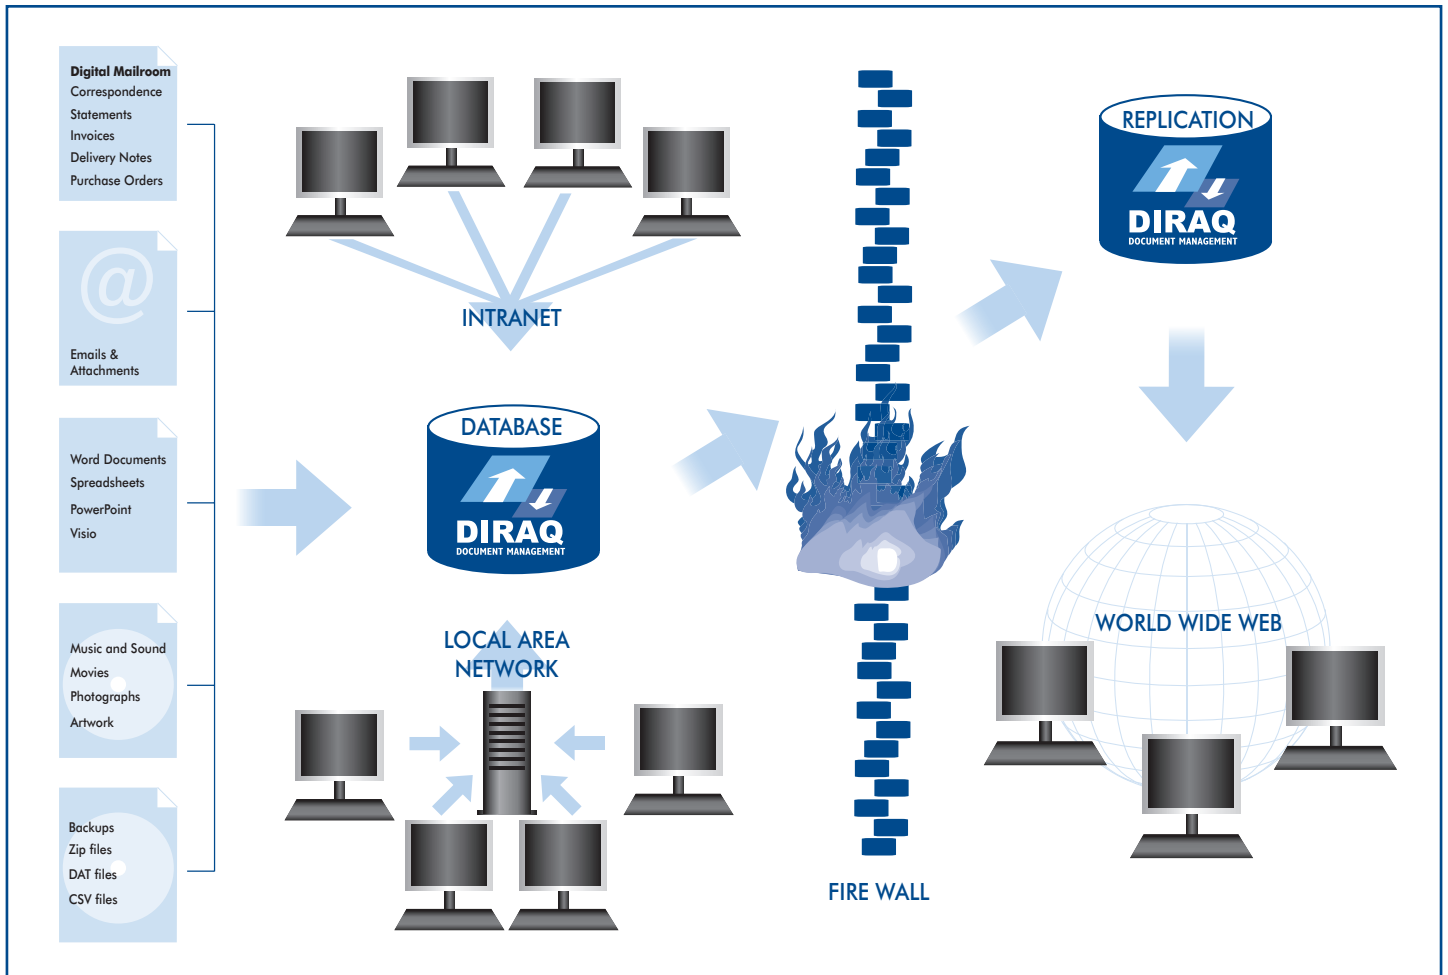 Digital Mailroom
Correspondence
Statements
Invoices
Delivery Notes
Purchase Orders
@
Emails &
Attachments
Word Documents
Spreadsheets
PowerPoint
Visio
Music and Sound
Movies
Photographs
Artwork
Backups
Zip files
DAT files
CSV files
INTRANET
DATABASE
DIRAQ
DOCUMENT MANAGEMENT
LOCAL AREA
NETWORK
FIRE WALL
REPLICATION
DIRAQ
DOCUMENT MANAGEMENT
WORLD WIDE WEB